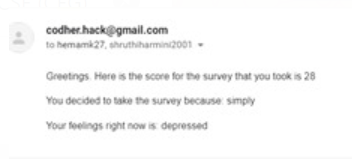 codher.hack@gmail.com
to hemamk27, shruthiharmini2001
Greetings. Here is the score for the survey that you took is 28
You decided to take the survey because: simply
Your feelings right now is: depressed